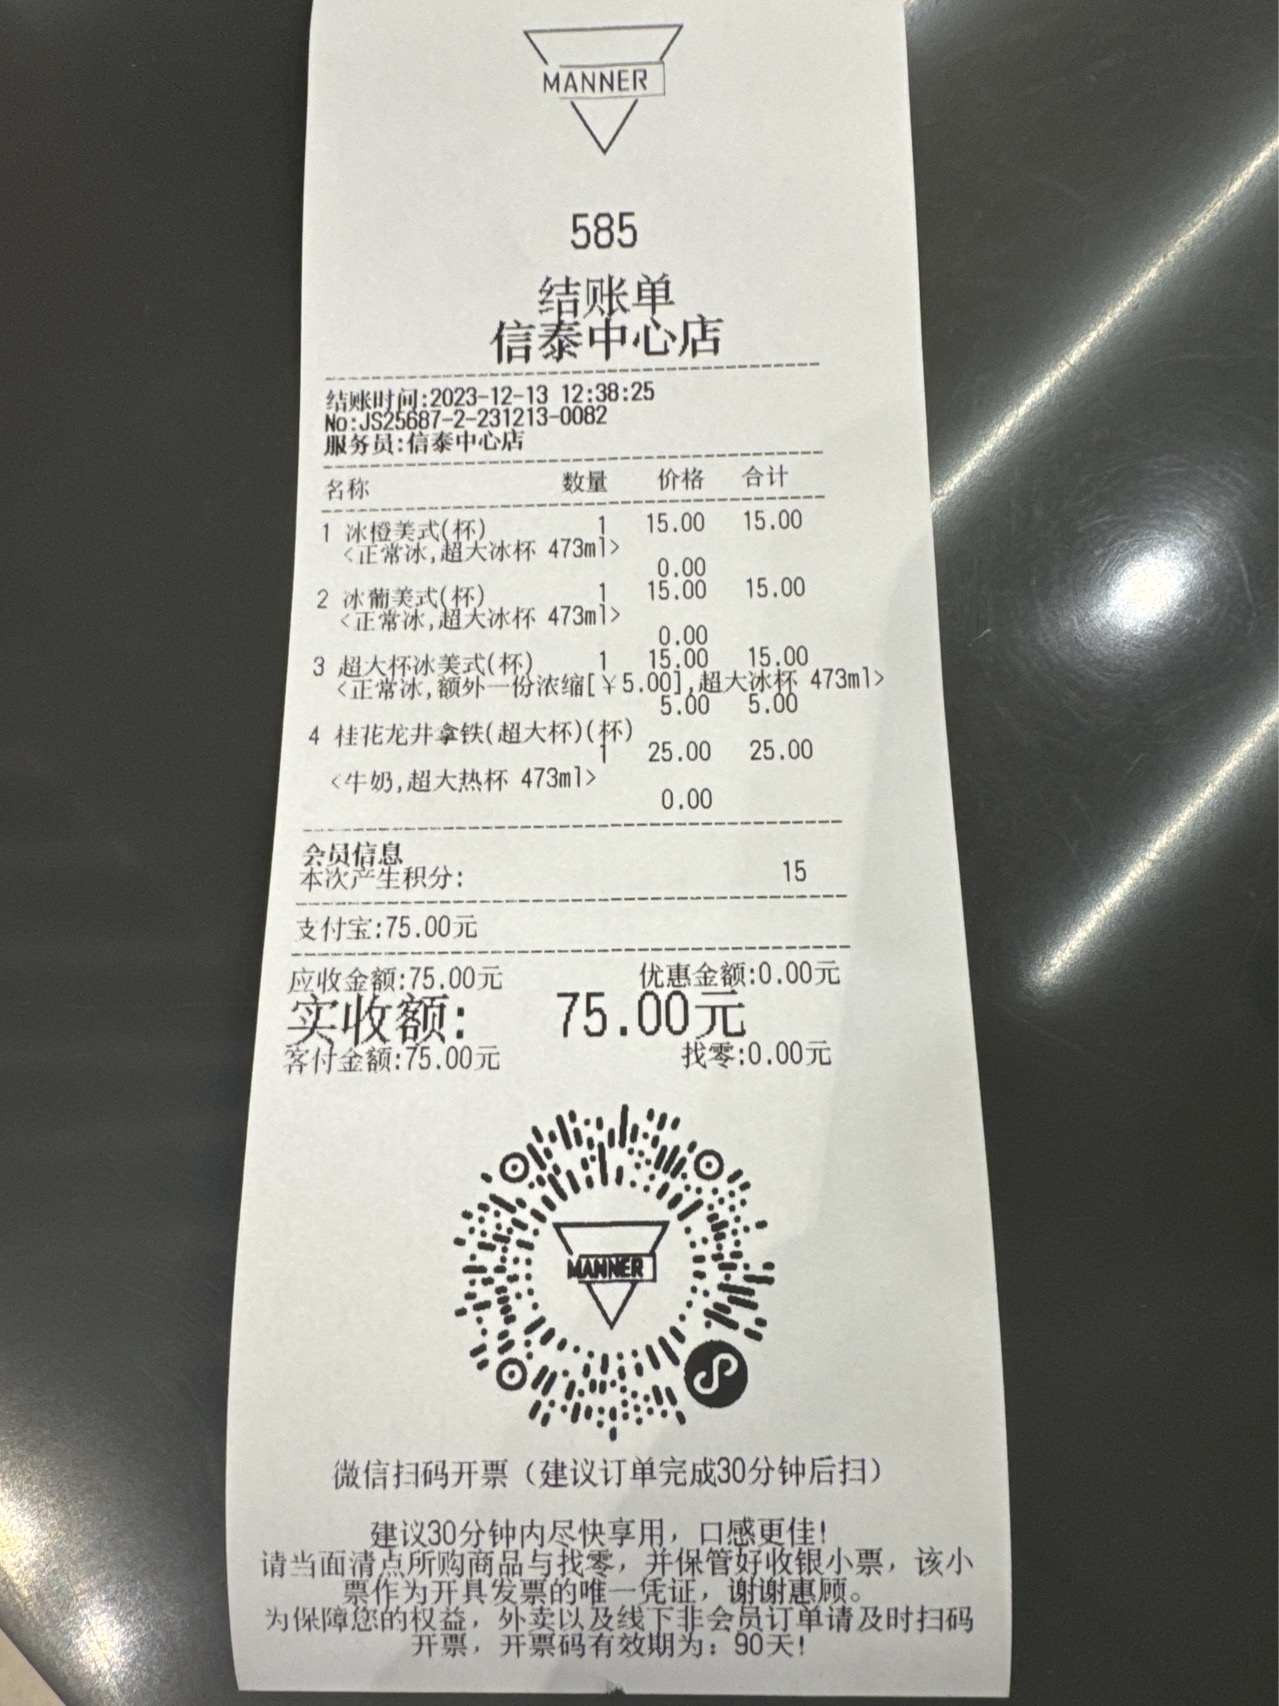 MANNER
585
结账单
信泰中心店
结账时间:2023-12-13 12:38:25
No:JS25687-2-231213-0082
服务员:信泰中心店
名称 数量 价格 合计
1 冰橙美式(杯) 1 15.00 15.00
<正常冰,超大冰杯 473ml>
0.00
2 冰葡美式(杯) 1 15.00 15.00
<正常冰,超大冰杯 473ml>
0.00
3 超大杯冰美式(杯) 1 15.00 15.00
<正常冰,额外一份浓缩[￥5.00],超大冰杯 473ml>
5.00 5.00
4 桂花龙井拿铁(超大杯)(杯)
1 25.00 25.00
<牛奶,超大热杯 473ml>
0.00
会员信息
本次产生积分: 15
支付宝:75.00元
应收金额:75.00元 优惠金额:0.00元
实收额: 75.00元
客付金额:75.00元 找零:0.00元
MANNER
微信扫码开票（建议订单完成30分钟后扫）
建议30分钟内尽快享用，口感更佳!
请当面清点所购商品与找零，并保管好收银小票，该小
票作为开具发票的唯一凭证，谢谢惠顾。
为保障您的权益，外卖以及线下非会员订单请及时扫码
开票，开票码有效期为：90天!